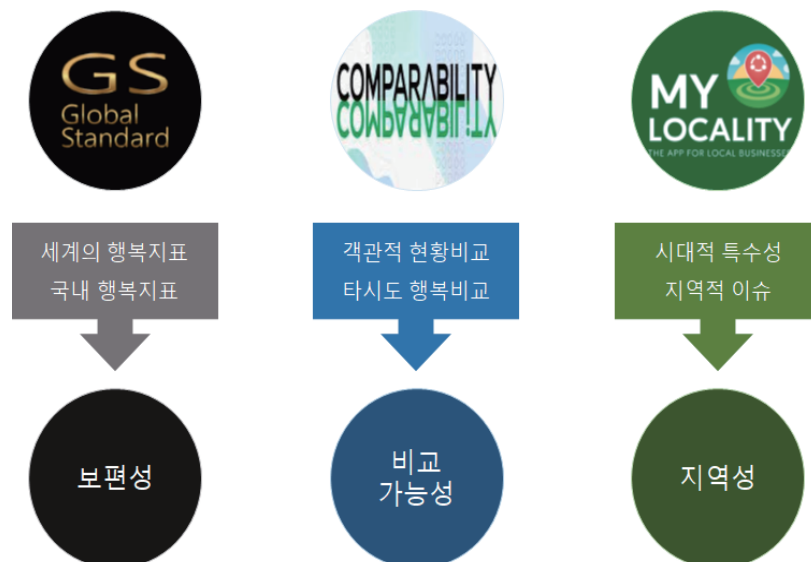 GS
Global
Standard
COMPARABILITY
COMPARABILITY
MY
LOCALITY
THE APP FOR LOCAL BUSINESSES
세계의 행복지표
국내 행복지표
객관적 현황비교
타시도 행복비교
시대적 특수성
지역적 이슈
보편성
비교
가능성
지역성